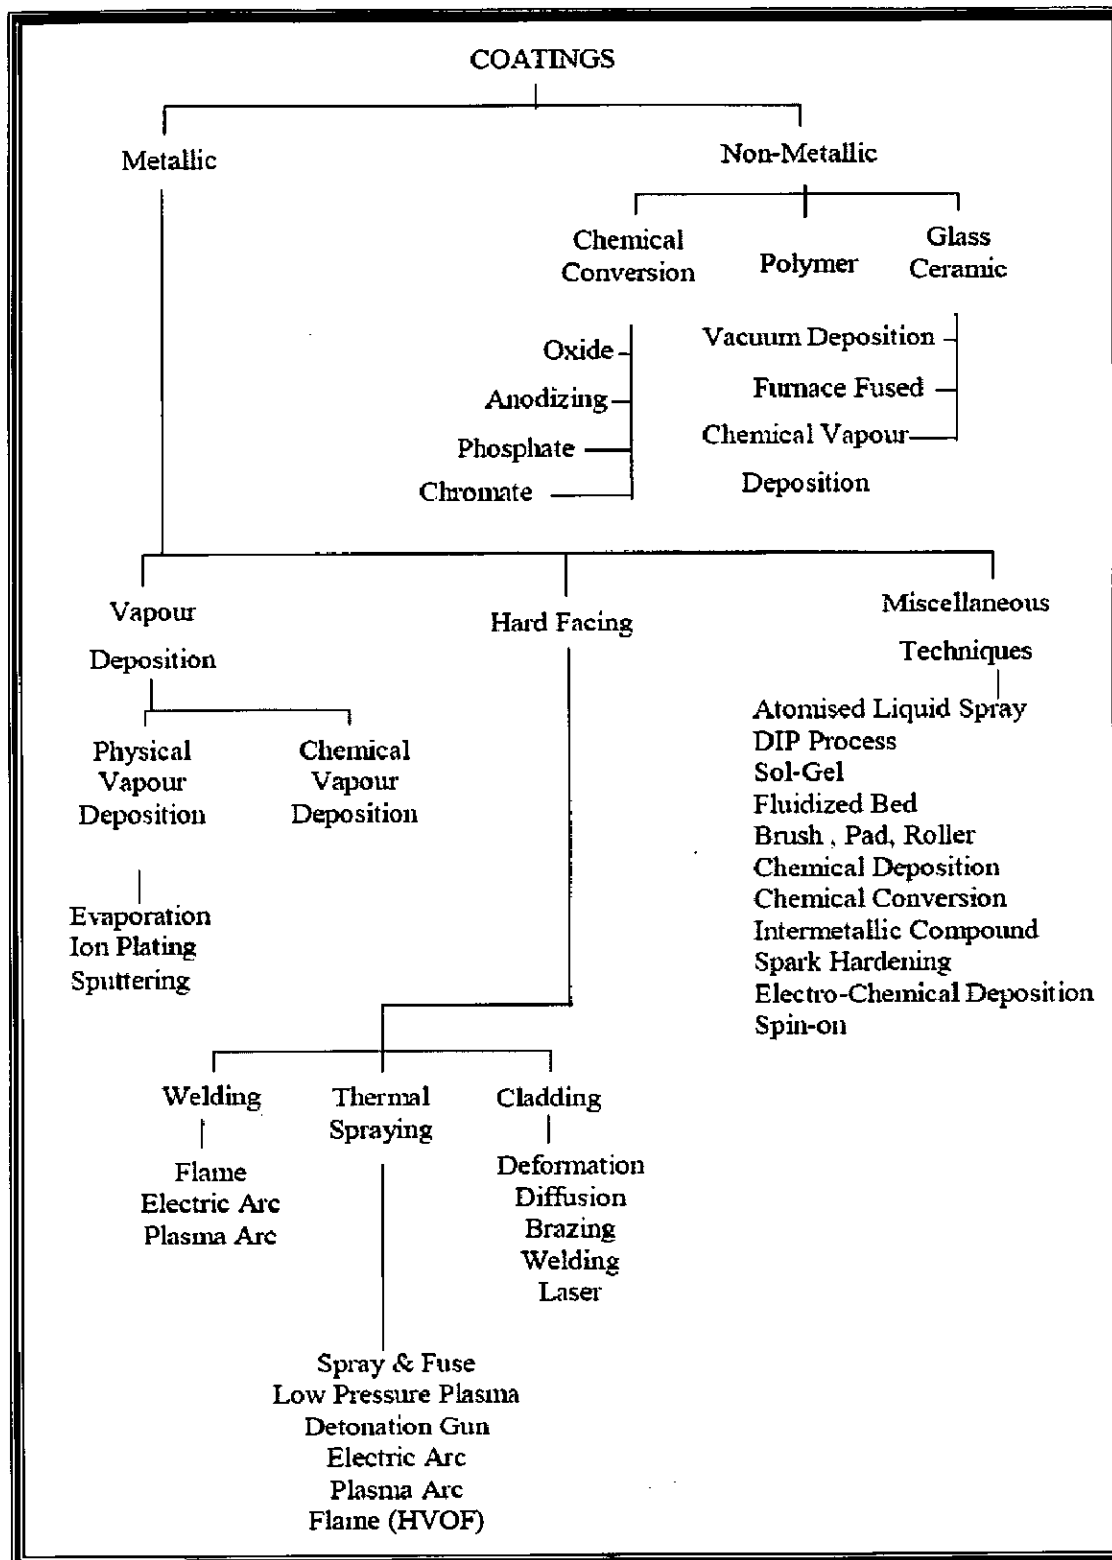 COATINGS
Metallic
Non-Metallic
Chemical
Conversion
Polymer
Glass
Ceramic
Oxide
Anodizing
Phosphate
Chromate
Vacuum Deposition
Furnace Fused
Chemical Vapour
Deposition
Vapour
Deposition
Hard Facing
Miscellaneous
Techniques
Physical
Vapour
Deposition
Chemical
Vapour
Deposition
Evaporation
Ion Plating
Sputtering
Atomised Liquid Spray
DIP Process
Sol-Gel
Fluidized Bed
Brush , Pad, Roller
Chemical Deposition
Chemical Conversion
Intermetallic Compound
Spark Hardening
Electro-Chemical Deposition
Spin-on
Welding
Flame
Electric Arc
Plasma Arc
Thermal
Spraying
Cladding
Deformation
Diffusion
Brazing
Welding
Laser
Spray & Fuse
Low Pressure Plasma
Detonation Gun
Electric Arc
Plasma Arc
Flame (HVOF)